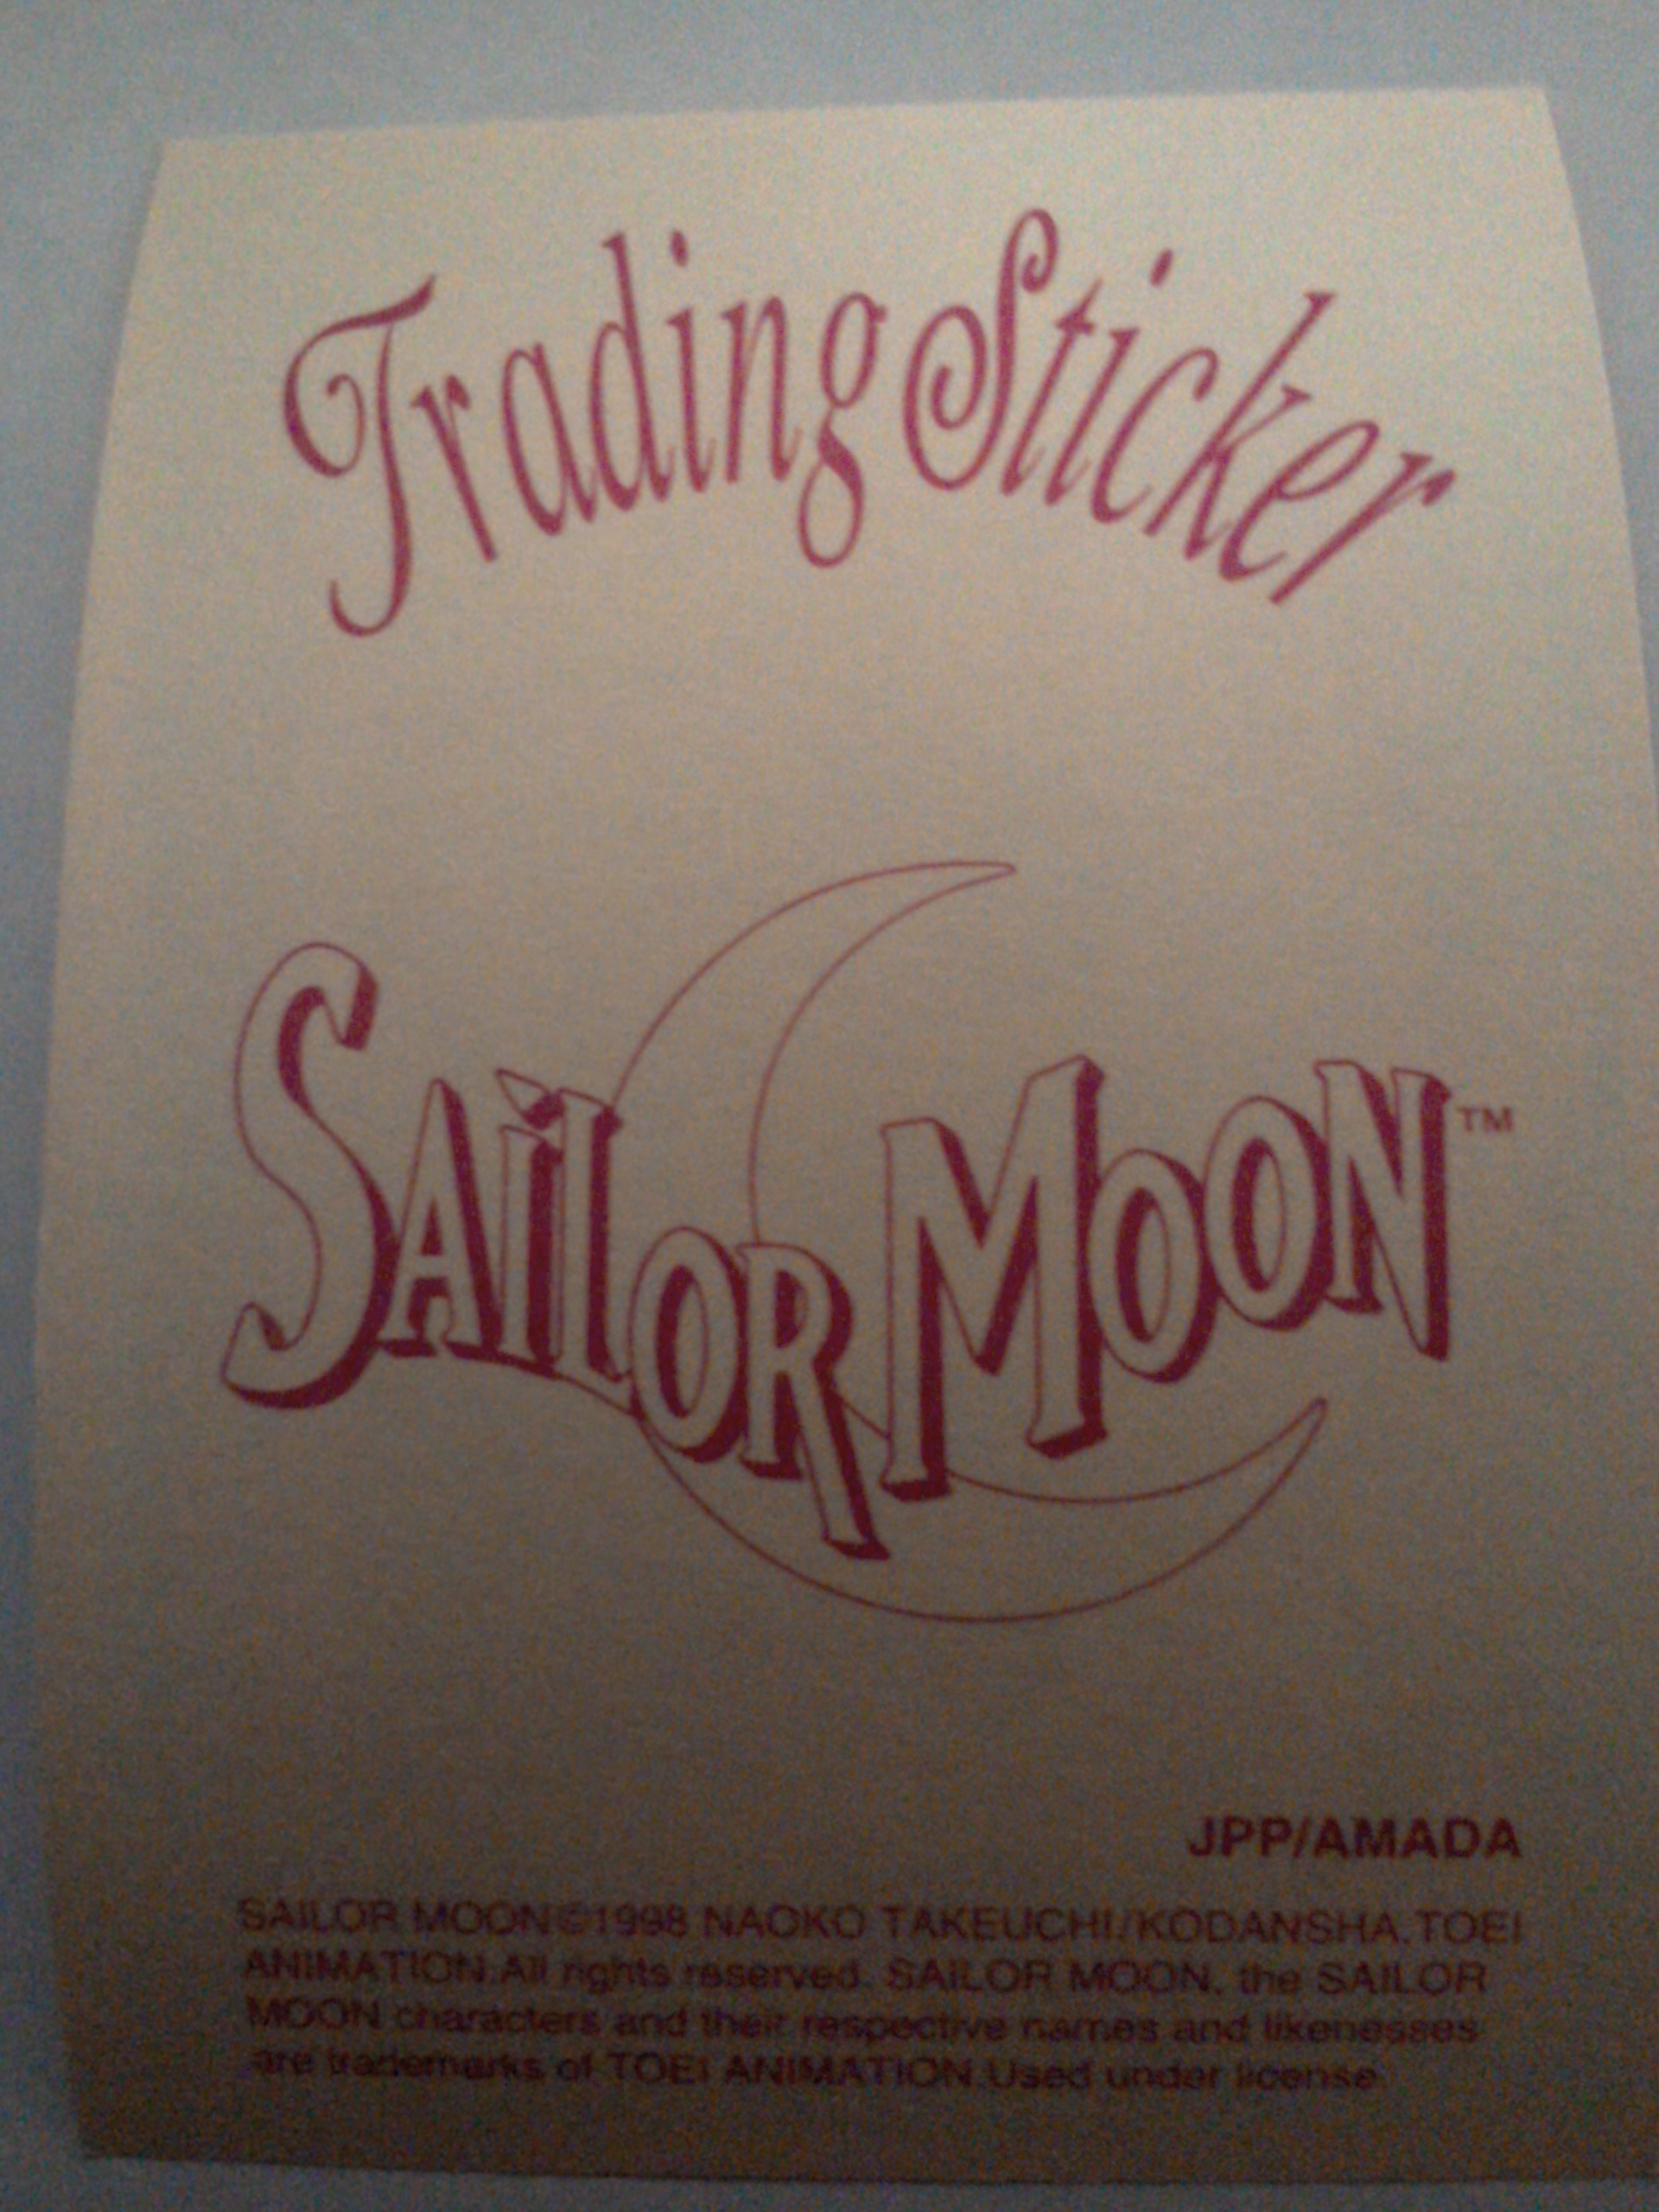 Trading Sticker
SAiLOR MOON™
JPP/AMADA
SAILOR MOON©1998 NAOKO TAKEUCHI/KODANSHA.TOEI
ANIMATION.All rights reserved. SAILOR MOON, the SAILOR
MOON characters and their respective names and likenesses
are trademarks of TOEI ANIMATION.Used under license.